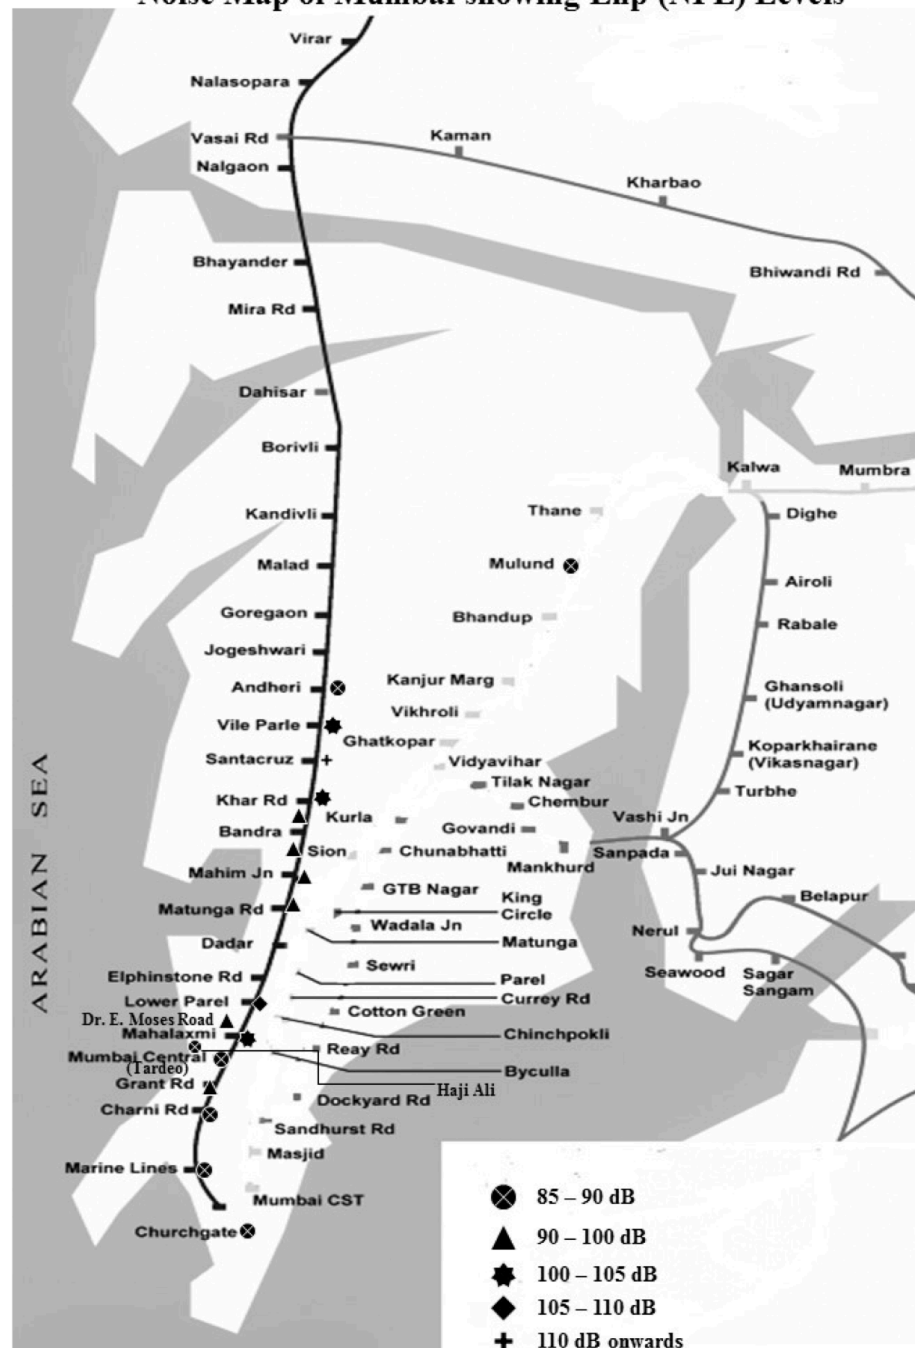 Noise Map of Mumbai showing Lnp (NPL) Levels
Virar
Nalasopara
Vasai Rd
Kaman
Nalgaon
Kharbao
Bhayander
Bhiwandi Rd
Mira Rd
Dahisar
Borivli
Kalwa
Mumbra
Kandivli
Thane
Dighe
Malad
Mulund
Airoli
Goregaon
Bhandup
Rabale
Jogeshwari
Andheri
Kanjur Marg
Ghansoli
(Udyamnagar)
Vile Parle
Vikhroli
Ghatkopar
Koparkhairane
(Vikasnagar)
Santacruz
Vidyavihar
Tilak Nagar
Turbhe
Khar Rd
Chembur
Kurla
Vashi Jn
Bandra
Govandi
Sion
Chunabhatti
Sanpada
Mankhurd
Mahim Jn
Jui Nagar
GTB Nagar
King
Circle
Belapur
Matunga Rd
Wadala Jn
Nerul
Dadar
Matunga
Sewri
Seawood
Sagar
Sangam
Elphinstone Rd
Parel
Lower Parel
Currey Rd
Cotton Green
Dr. E. Moses Road
Mahalaxmi
Chinchpokli
Reay Rd
Mumbai Central
(Tardeo)
Byculla
Grant Rd
Haji Ali
Dockyard Rd
Charni Rd
Sandhurst Rd
Masjid
Marine Lines
Mumbai CST
Churchgate
ARABIAN SEA
85 – 90 dB
90 – 100 dB
100 – 105 dB
105 – 110 dB
110 dB onwards